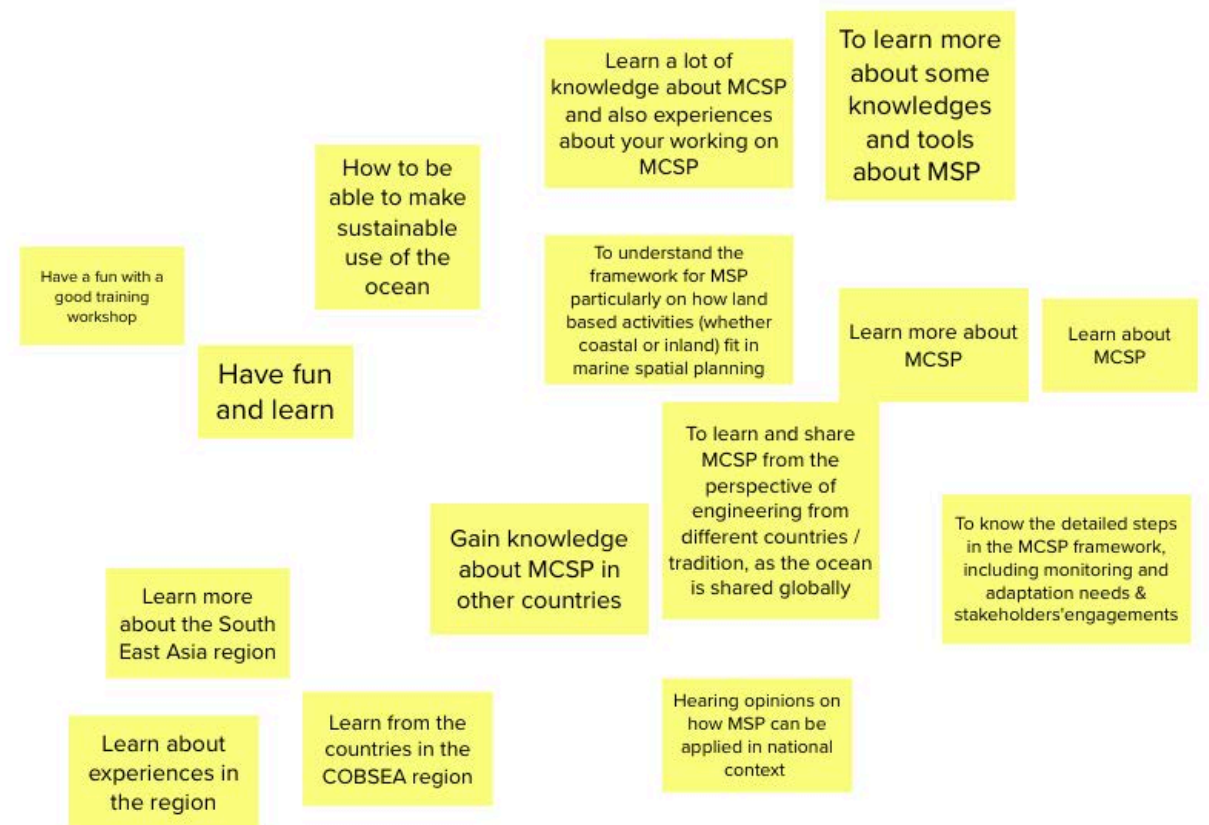 Learn a lot of
knowledge about MCSP
and also experiences
about your working on
MCSP
To learn more
about some
knowledges
and tools
about MSP
How to be
able to make
sustainable
use of the
ocean
Have a fun with a
good training
workshop
To understand the
framework for MSP
particularly on how land
based activities (whether
coastal or inland) fit in
marine spatial planning
Learn more about
MCSP
Learn about
MCSP
Have fun
and learn
To learn and share
MCSP from the
perspective of
engineering from
different countries /
tradition, as the ocean
is shared globally
Gain knowledge
about MCSP in
other countries
To know the detailed steps
in the MCSP framework,
including monitoring and
adaptation needs &
stakeholders'engagements
Learn more
about the South
East Asia region
Learn from the
countries in the
COBSEA region
Hearing opinions on
how MSP can be
applied in national
context
Learn about
experiences in
the region